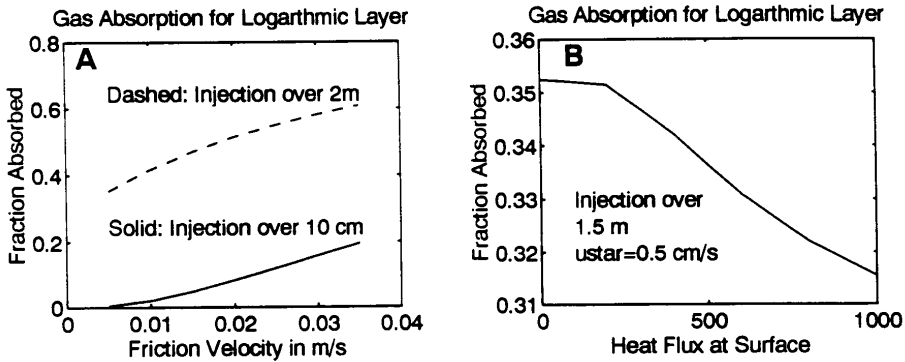 Gas Absorption for Logarthmic Layer
A
Dashed: Injection over 2m
Solid: Injection over 10 cm
Fraction Absorbed
0.8
0.6
0.4
0.2
0
0
0.01
0.02
0.03
0.04
Friction Velocity in m/s
Gas Absorption for Logarthmic Layer
B
Injection over
1.5 m
ustar=0.5 cm/s
Fraction Absorbed
0.36
0.35
0.34
0.33
0.32
0.31
0
500
1000
Heat Flux at Surface